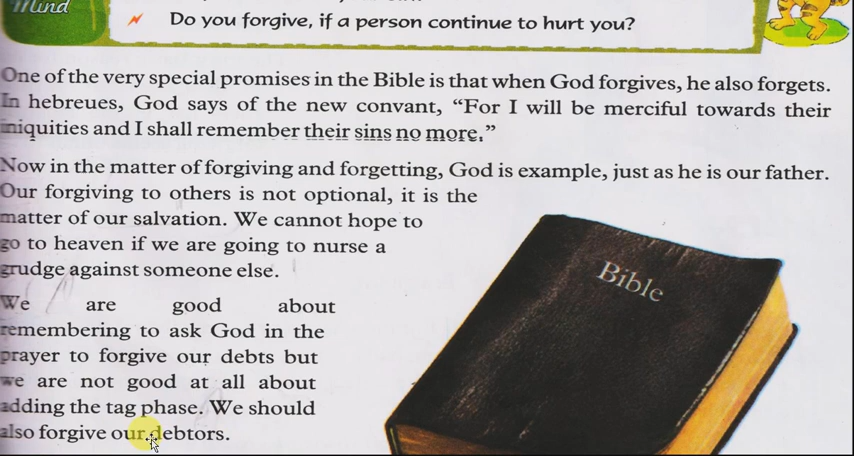 Mind
Do you forgive, if a person continue to hurt you?
One of the very special promises in the Bible is that when God forgives, he also forgets.
In hebreues, God says of the new convant, “For I will be merciful towards their
iniquities and I shall remember their sins no more.”
Now in the matter of forgiving and forgetting, God is example, just as he is our father.
Our forgiving to others is not optional, it is the
matter of our salvation. We cannot hope to
go to heaven if we are going to nurse a
grudge against someone else.
We are good about
remembering to ask God in the
prayer to forgive our debts but
we are not good at all about
adding the tag phase. We should
also forgive our debtors.
Bible